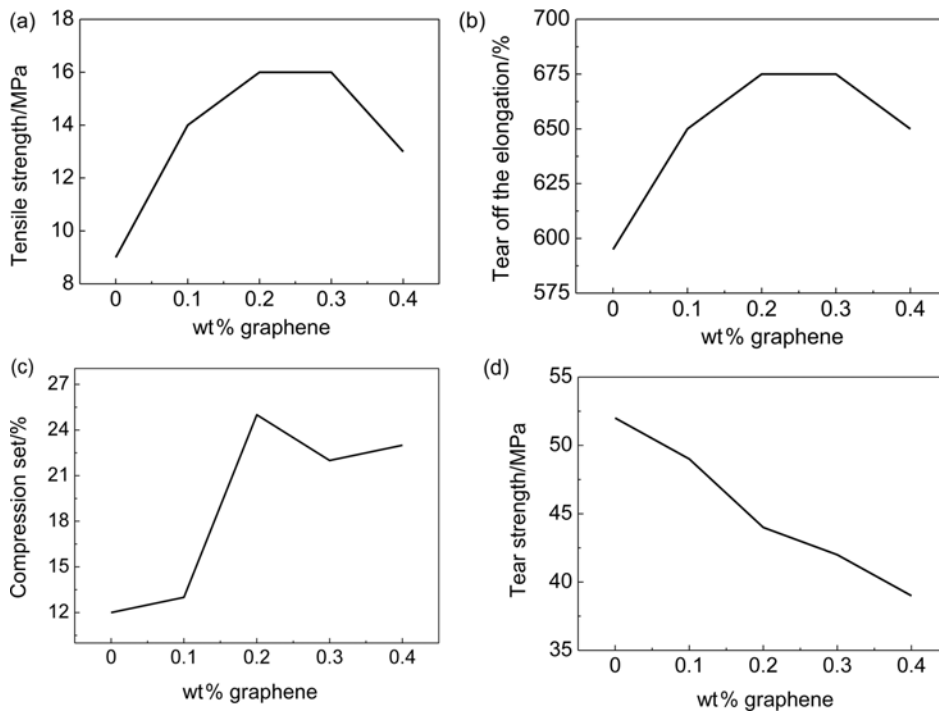 (a)
Tensile strength/MPa
18
16
14
12
10
8
0 0.1 0.2 0.3 0.4
wt% graphene
(b)
Tear off the elongation/%
700
675
650
625
600
575
0 0.1 0.2 0.3 0.4
wt% graphene
(c)
Compression set/%
27
24
21
18
15
12
0 0.1 0.2 0.3 0.4
wt% graphene
(d)
Tear strength/MPa
55
50
45
40
35
0 0.1 0.2 0.3 0.4
wt% graphene